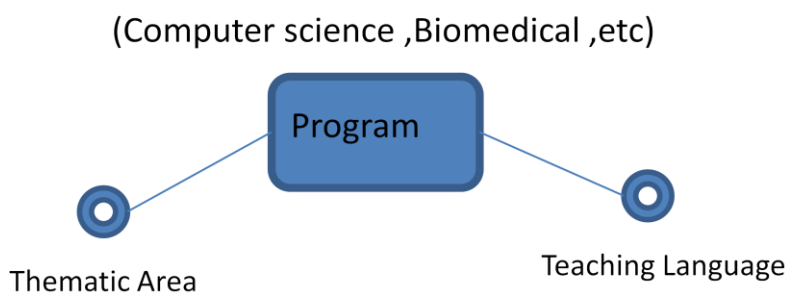 (Computer science ,Biomedical ,etc)
Program
Teaching Language
Thematic Area